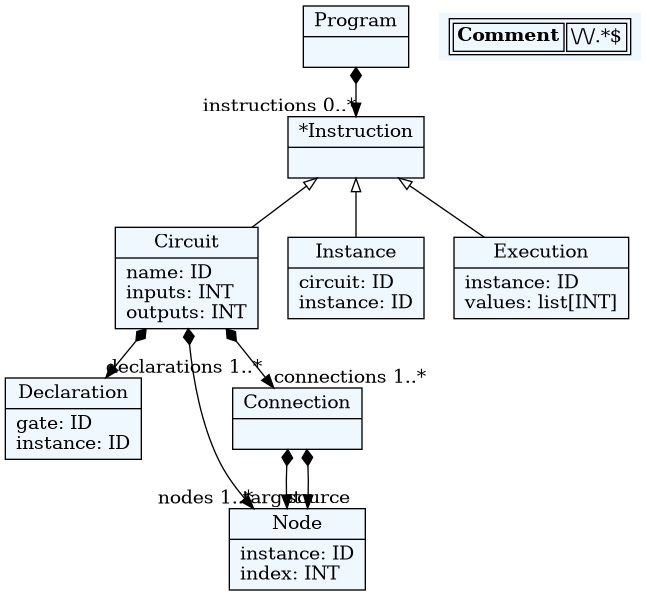 Program
Comment
\/\/.*$
instructions 0..*
*Instruction
Circuit
name: ID
inputs: INT
outputs: INT
Instance
circuit: ID
instance: ID
Execution
instance: ID
values: list[INT]
declarations 1..*
connections 1..*
Declaration
gate: ID
instance: ID
Connection
nodes 1..*
target
source
Node
instance: ID
index: INT